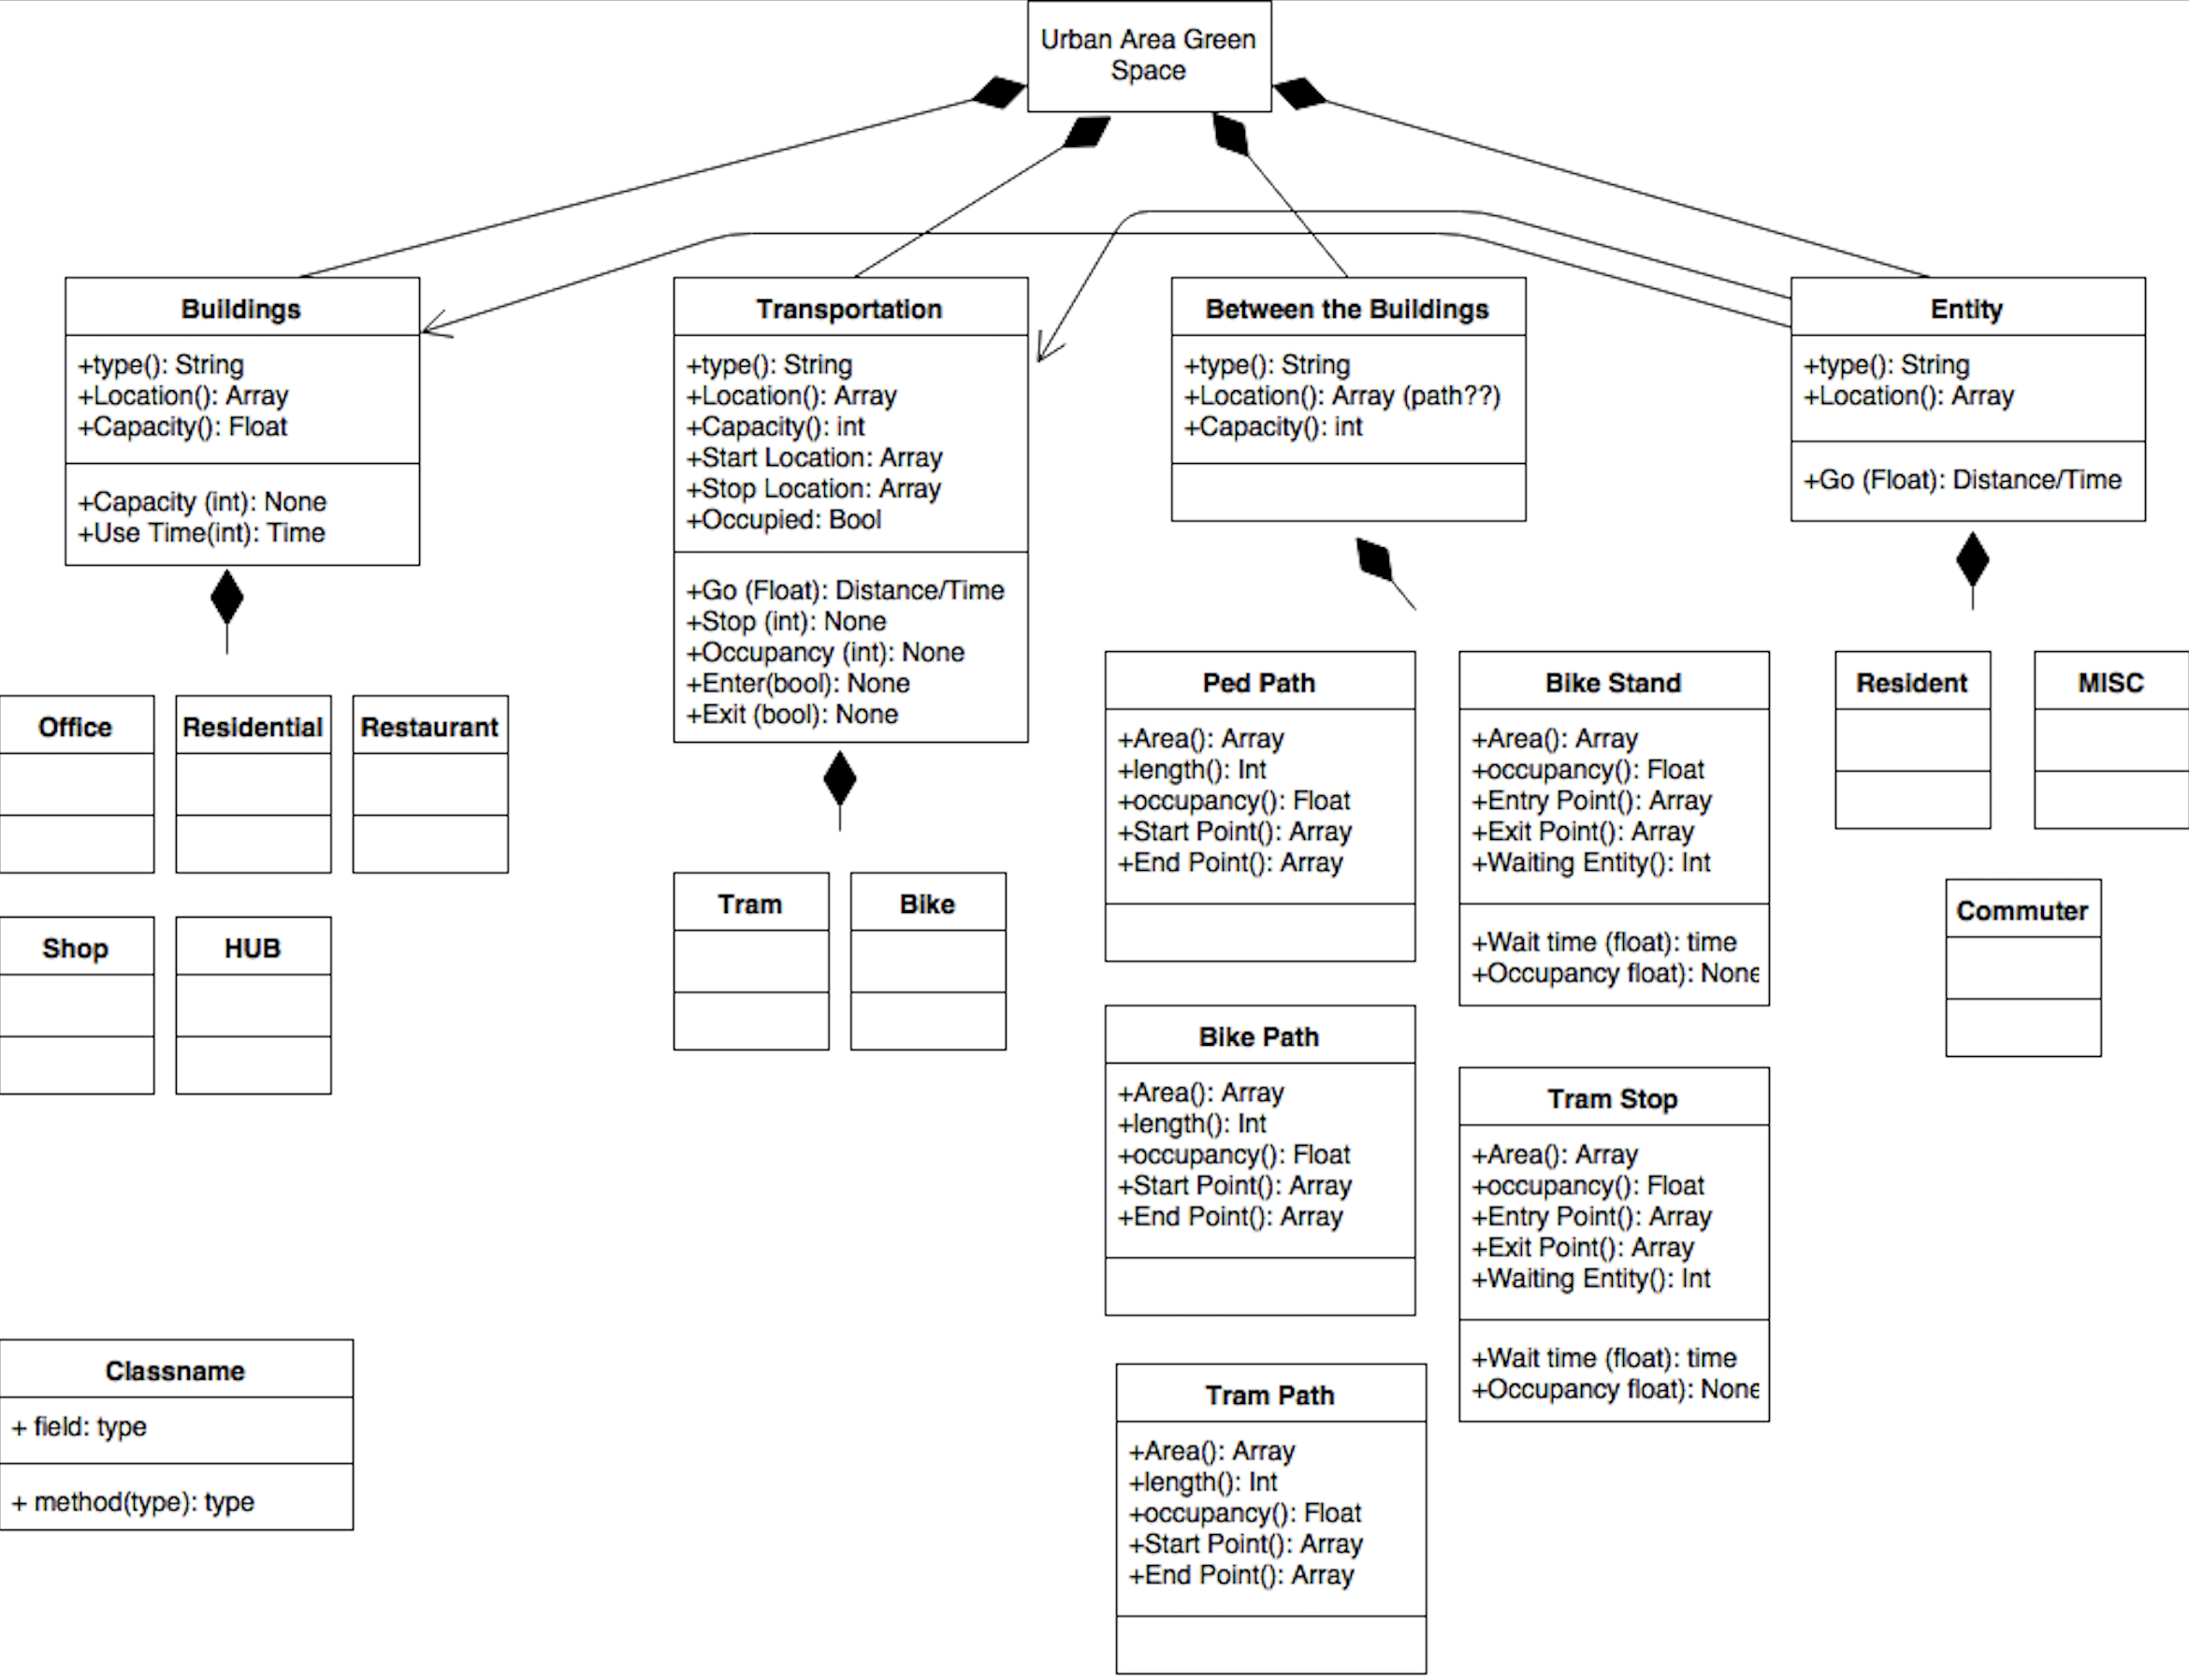 Urban Area Green
Space
Buildings
+type(): String
+Location(): Array
+Capacity(): Float
+Capacity (int): None
+Use Time(int): Time
Transportation
+type(): String
+Location(): Array
+Capacity(): int
+Start Location: Array
+Stop Location: Array
+Occupied: Bool
+Go (Float): Distance/Time
+Stop (int): None
+Occupancy (int): None
+Enter(bool): None
+Exit (bool): None
Between the Buildings
+type(): String
+Location(): Array (path??)
+Capacity(): int
Entity
+type(): String
+Location(): Array
+Go (Float): Distance/Time
Office
Residential
Restaurant
Shop
HUB
Tram
Bike
Ped Path
+Area(): Array
+length(): Int
+occupancy(): Float
+Start Point(): Array
+End Point(): Array
Bike Stand
+Area(): Array
+occupancy(): Float
+Entry Point(): Array
+Exit Point(): Array
+Waiting Entity(): Int
+Wait time (float): time
+Occupancy float): None
Resident
MISC
Commuter
Bike Path
+Area(): Array
+length(): Int
+occupancy(): Float
+Start Point(): Array
+End Point(): Array
Tram Stop
+Area(): Array
+occupancy(): Float
+Entry Point(): Array
+Exit Point(): Array
+Waiting Entity(): Int
+Wait time (float): time
+Occupancy float): None
Tram Path
+Area(): Array
+length(): Int
+occupancy(): Float
+Start Point(): Array
+End Point(): Array
Classname
+ field: type
+ method(type): type